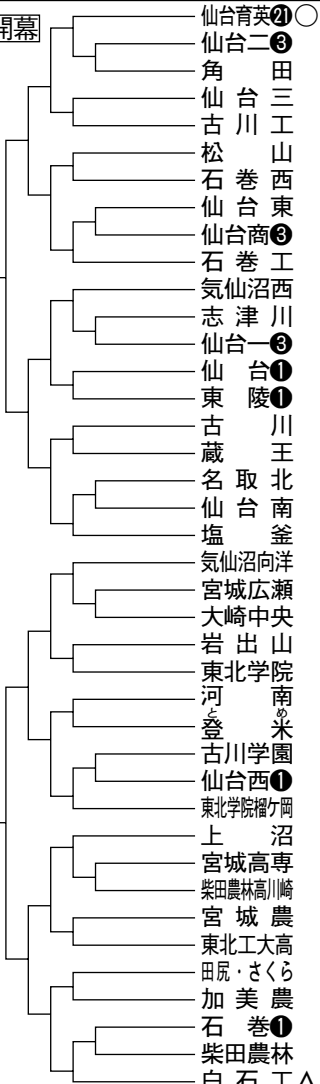 開幕
仙台育英㉑○
仙台二❸
角田
仙台三
古川工
松山
石巻西
仙台東
仙台商❸
石巻工
気仙沼西
志津川
仙台一❸
仙台❶
東陵❶
古川
蔵王
名取北
仙台南
塩釜
気仙沼向洋
宮城広瀬
大崎中央
岩出山
東北学院
河南
とめ
登米
古川学園
仙台西❶
東北学院榴ケ岡
上沼
宮城高専
柴田農林高川崎
宮城農
東北工大高
田尻・さくら
加美農
石巻❶
柴田農林
白石工△